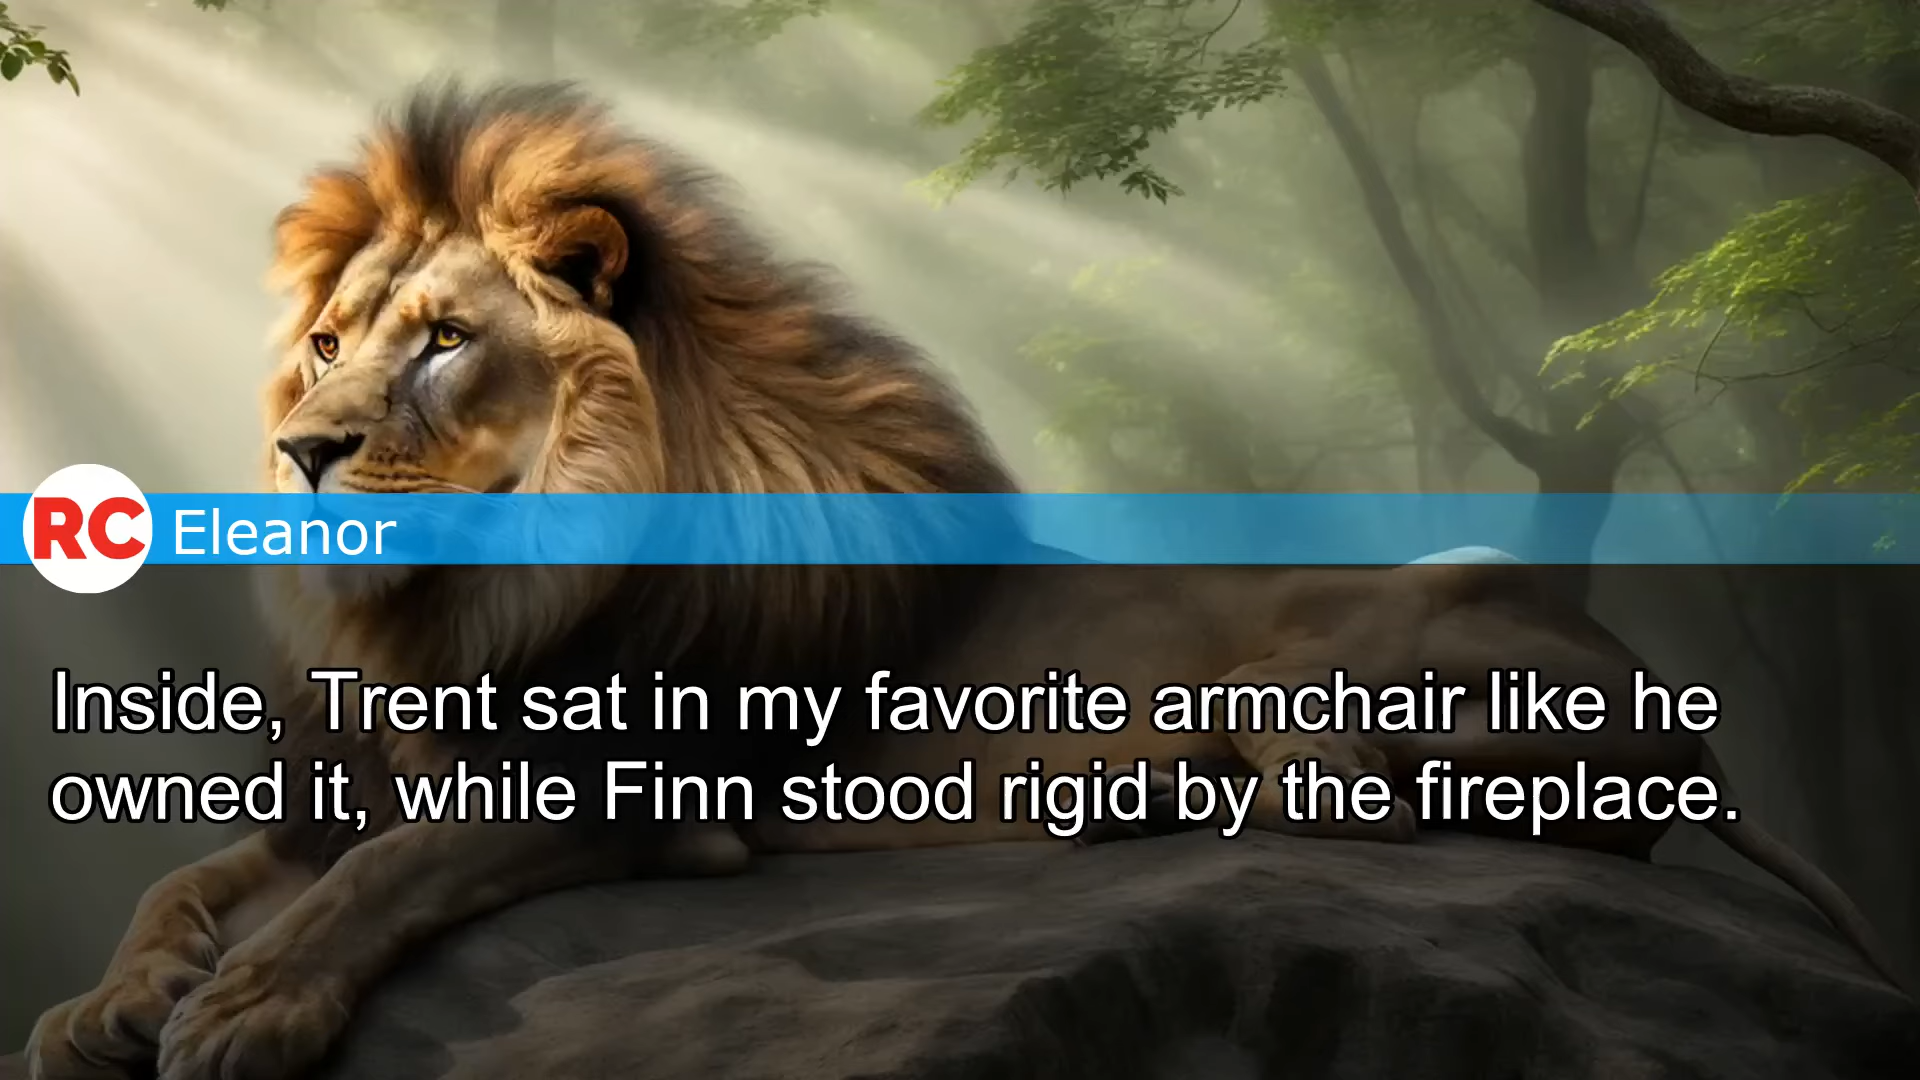 RC Eleanor
Inside, Trent sat in my favorite armchair like he
owned it, while Finn stood rigid by the fireplace.